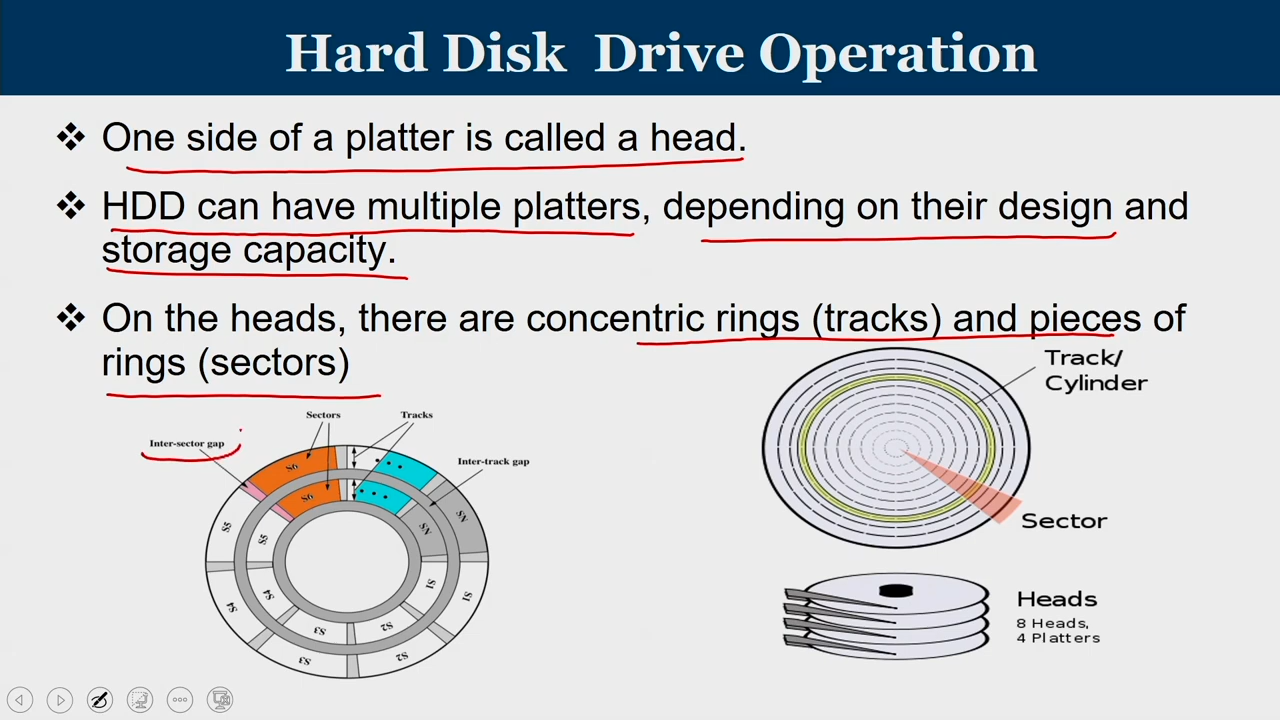 Hard Disk Drive Operation
❖ One side of a platter is called a head.
❖ HDD can have multiple platters, depending on their design and
storage capacity.
❖ On the heads, there are concentric rings (tracks) and pieces of
rings (sectors)
Sectors
Tracks
Inter-sector gap
Inter-track gap
S6
S6
SN
SN
S5
S5
S4
S4
S3
S3
S2
S2
S1
S1
Track/
Cylinder
Sector
Heads
8 Heads,
4 Platters